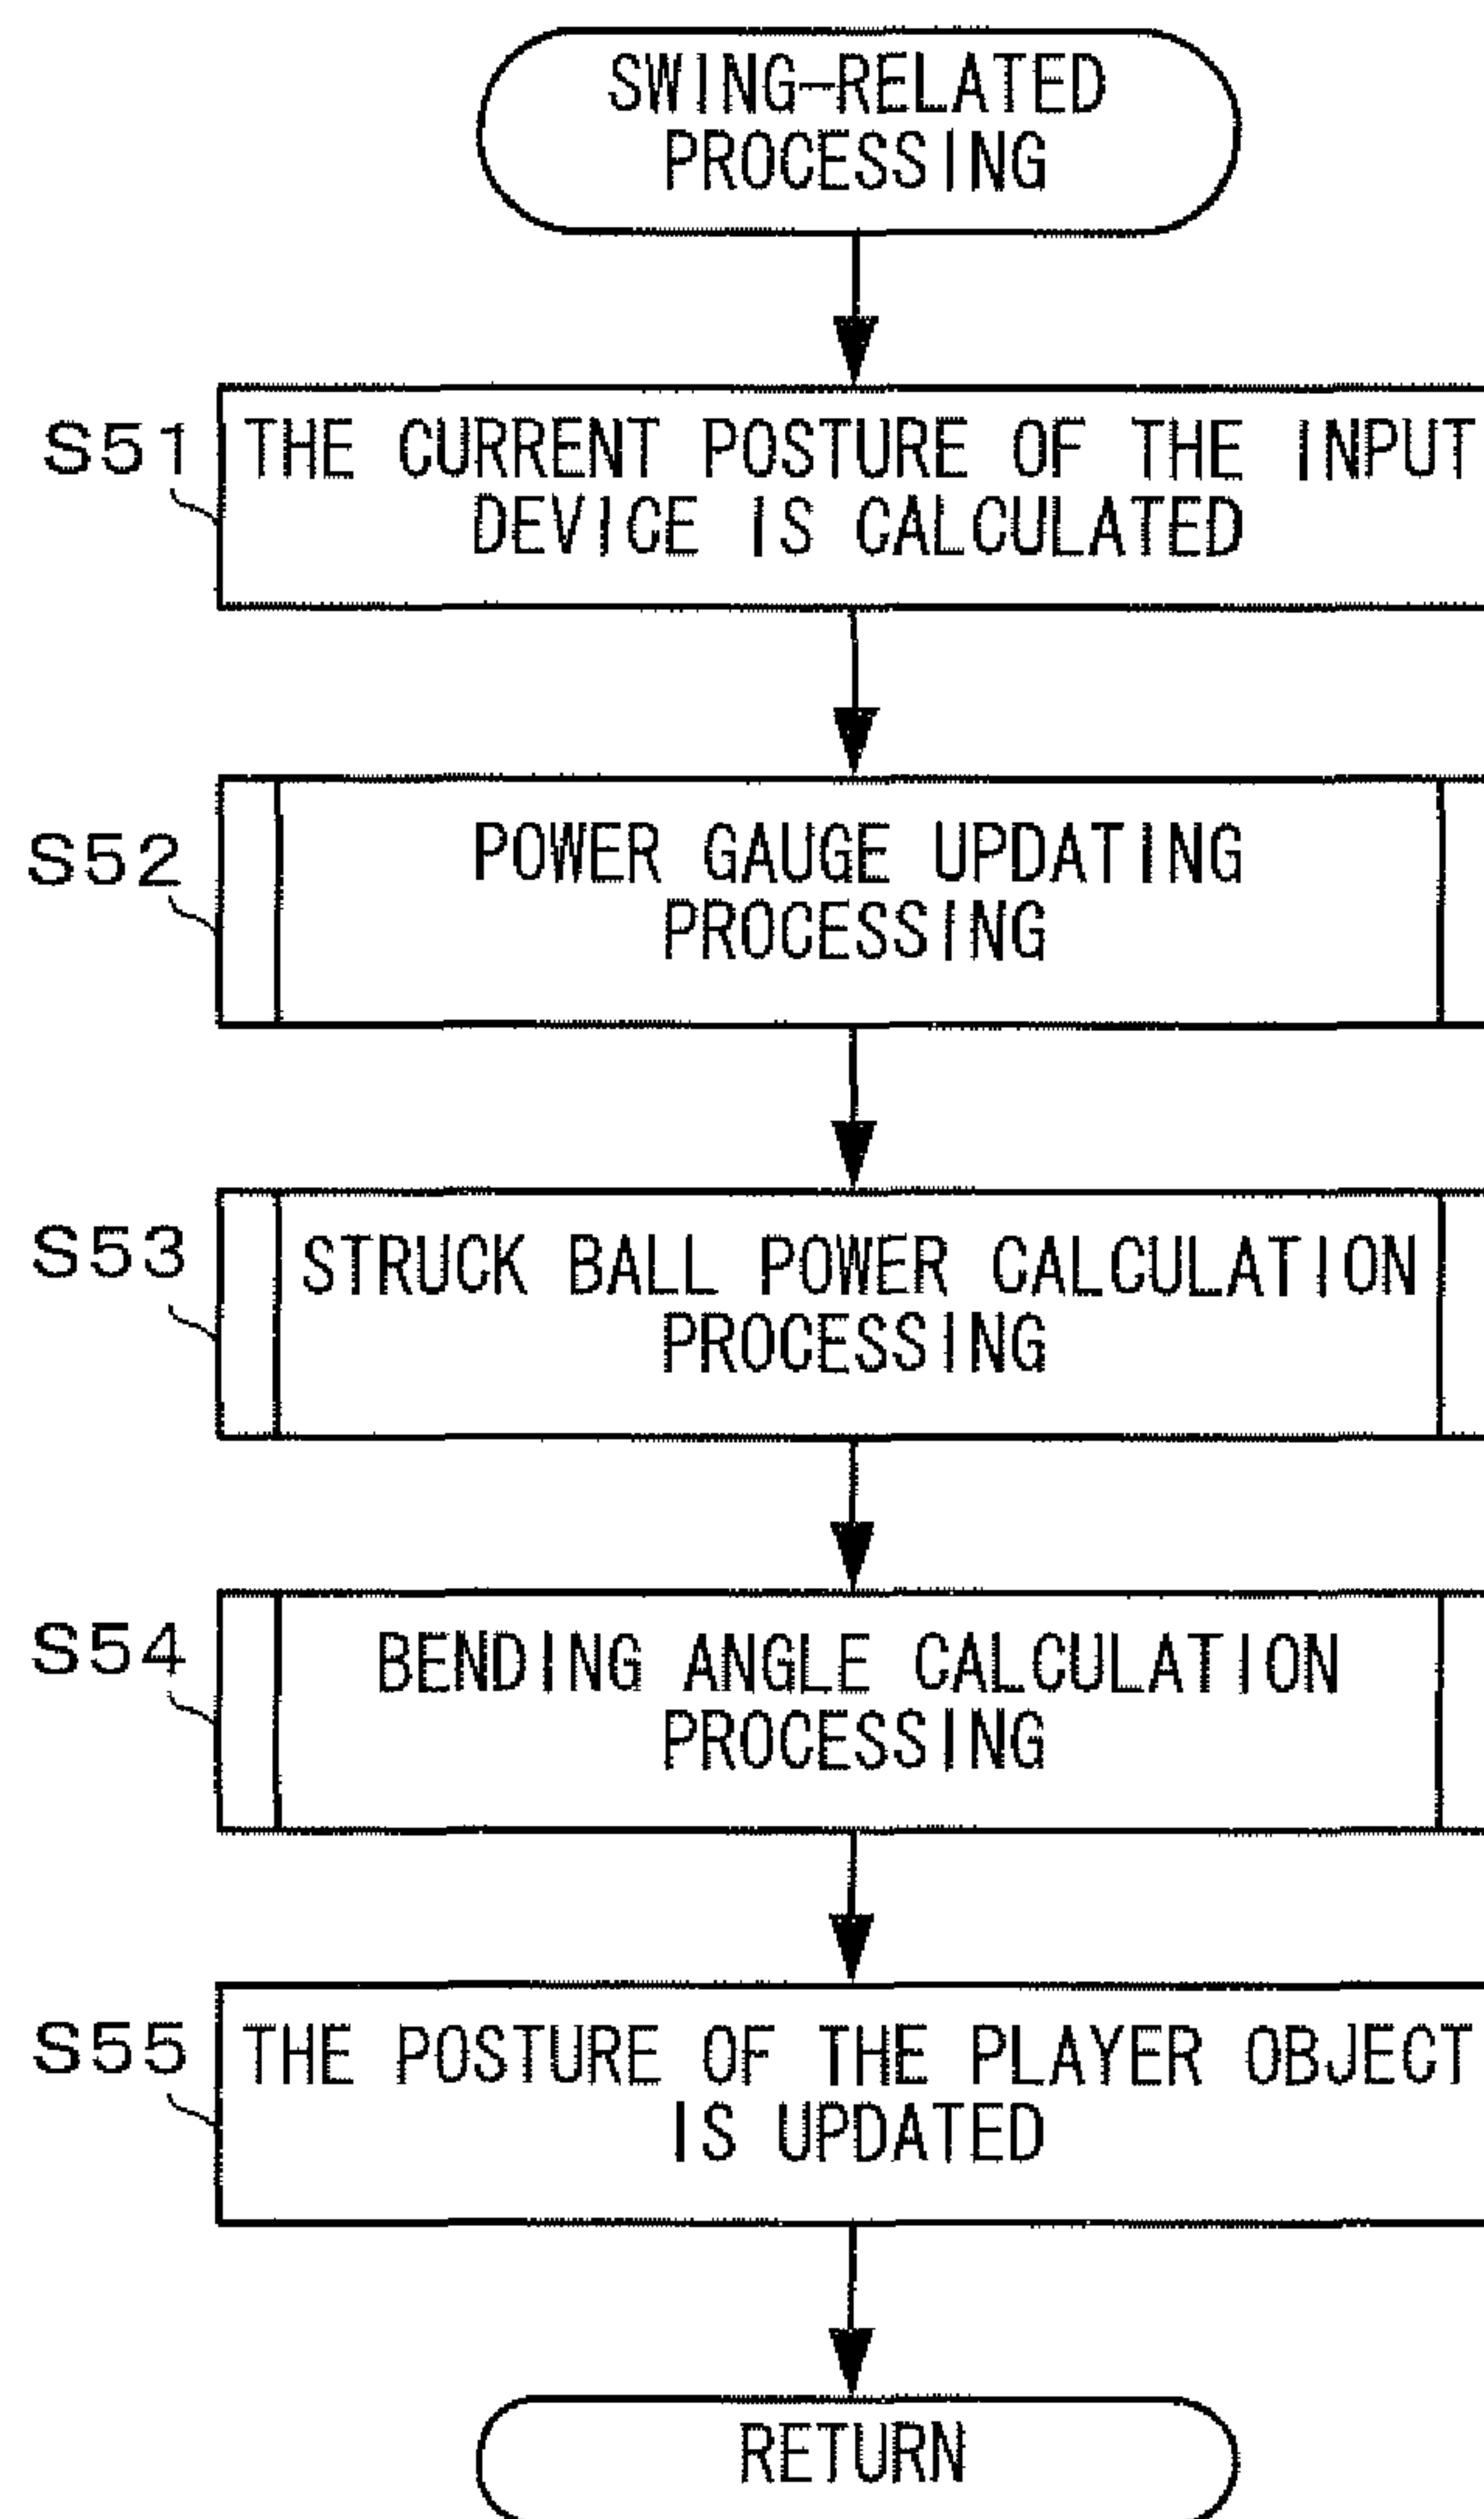 SWING-RELATED
PROCESSING
S51
THE CURRENT POSTURE OF THE INPUT
DEVICE IS CALCULATED
S52
POWER GAUGE UPDATING
PROCESSING
S53
STRUCK BALL POWER CALCULATION
PROCESSING
S54
BENDING ANGLE CALCULATION
PROCESSING
S55
THE POSTURE OF THE PLAYER OBJECT
IS UPDATED
RETURN